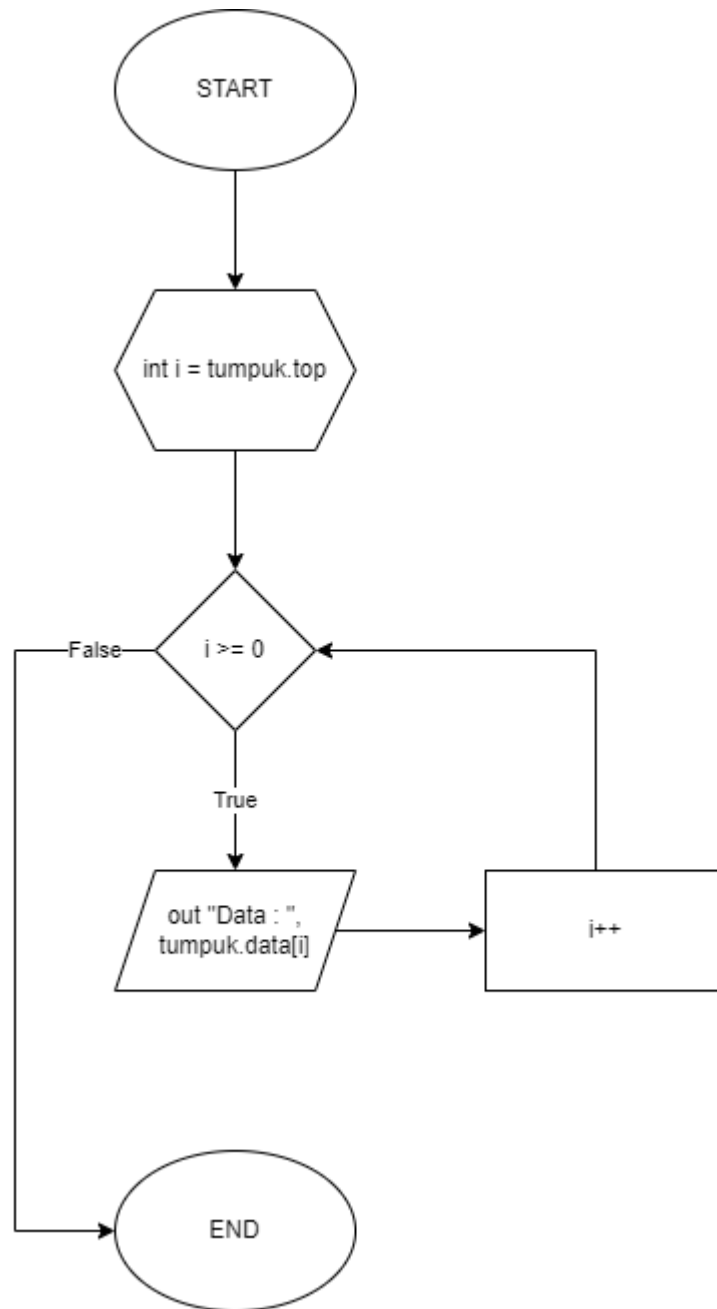 START
int i = tumpuk.top
i >= 0
False
True
out "Data : ",
tumpuk.data[i]
i++
END